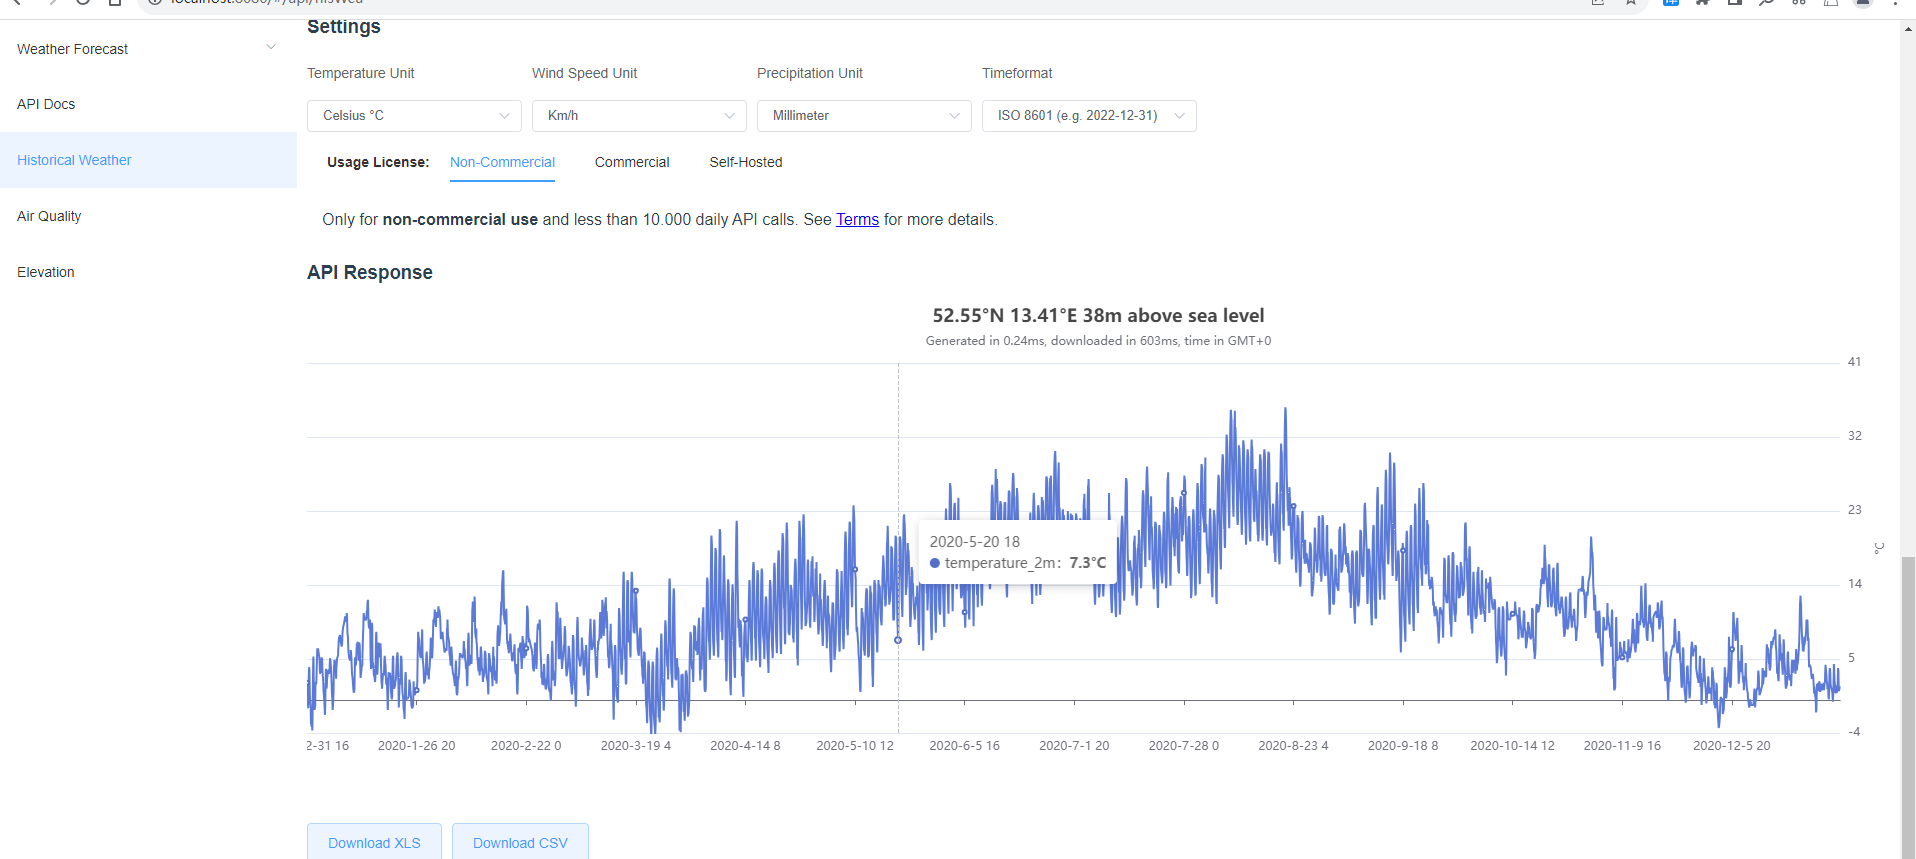 Settings
Weather Forecast
API Docs
Historical Weather
Air Quality
Elevation
Temperature Unit Wind Speed Unit Precipitation Unit Timeformat
Celsius °C Km/h Millimeter ISO 8601 (e.g. 2022-12-31)
Usage License: Non-Commercial Commercial Self-Hosted
Only for non-commercial use and less than 10.000 daily API calls. See Terms for more details.
API Response
52.55°N 13.41°E 38m above sea level
Generated in 0.24ms, downloaded in 603ms, time in GMT+0
41
32
23
14
5
-4
°C
2020-5-20 18
temperature_2m: 7.3°C
2-31 16 2020-1-26 20 2020-2-22 0 2020-3-19 4 2020-4-14 8 2020-5-10 12 2020-6-5 16 2020-7-1 20 2020-7-28 0 2020-8-23 4 2020-9-18 8 2020-10-14 12 2020-11-9 16 2020-12-5 20
Download XLS Download CSV